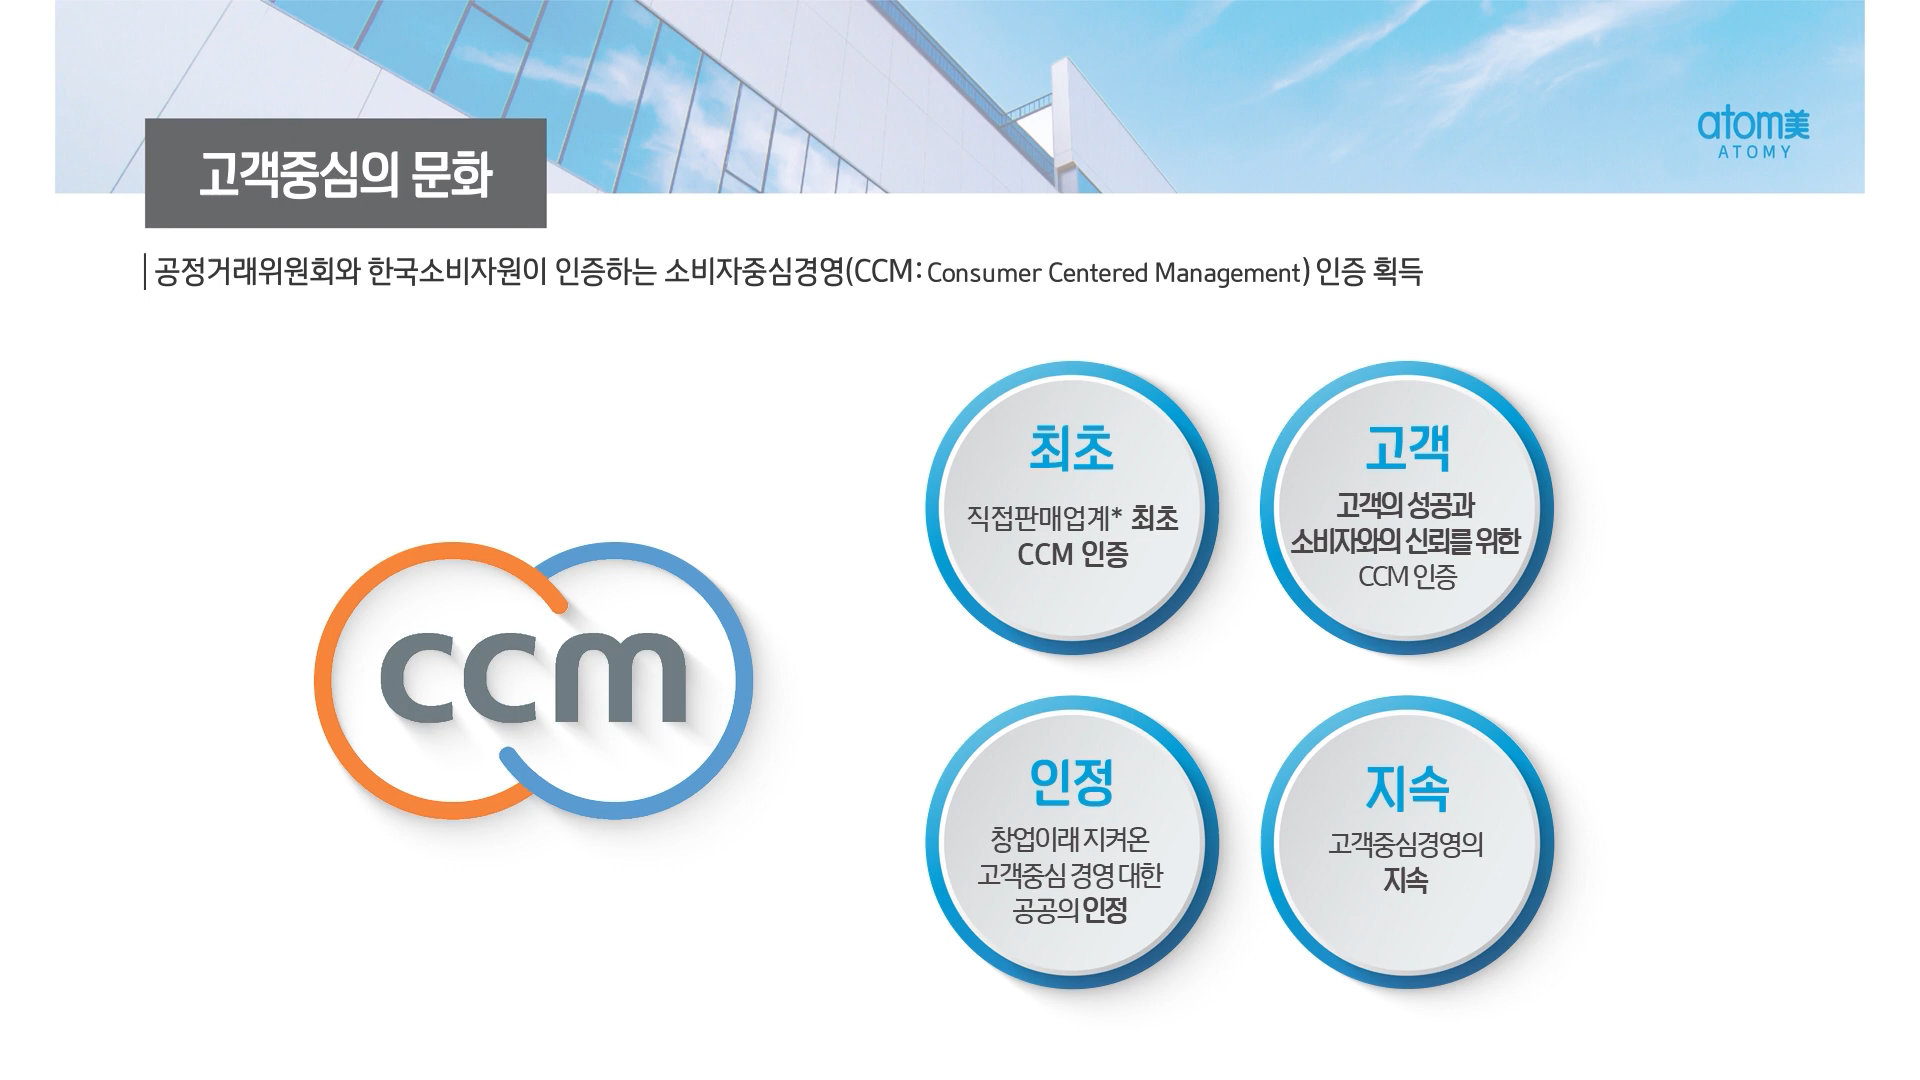 atom美
ATOMY
고객중심의 문화
공정거래위원회와 한국소비자원이 인증하는 소비자중심경영(CCM: Consumer Centered Management) 인증 획득
ccm
최초
직접판매업계* 최초
CCM 인증
고객
고객의 성공과
소비자와의 신뢰를 위한
CCM 인증
인정
창업이래 지켜온
고객중심 경영 대한
공공의 인정
지속
고객중심경영의
지속